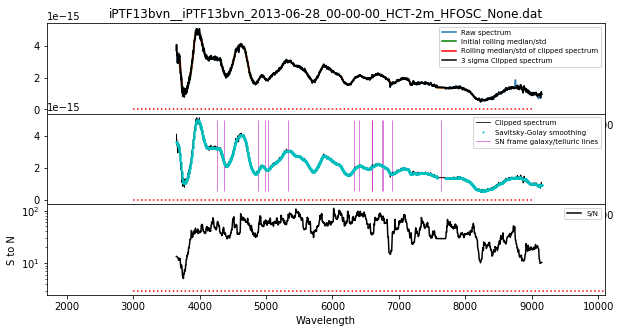 iPTF13bvn__iPTF13bvn_2013-06-28_00-00-00_HCT-2m_HFOSC_None.dat
1e−15
Raw spectrum
Initial rolling median/std
Rolling median/std of clipped spectrum
3 sigma Clipped spectrum
4
2
0
1e−15
Clipped spectrum
Savitsky-Golay smoothing
SN frame galaxy/telluric lines
4
2
0
S/N
10²
10¹
S to N
2000 3000 4000 5000 6000 7000 8000 9000 10000
Wavelength